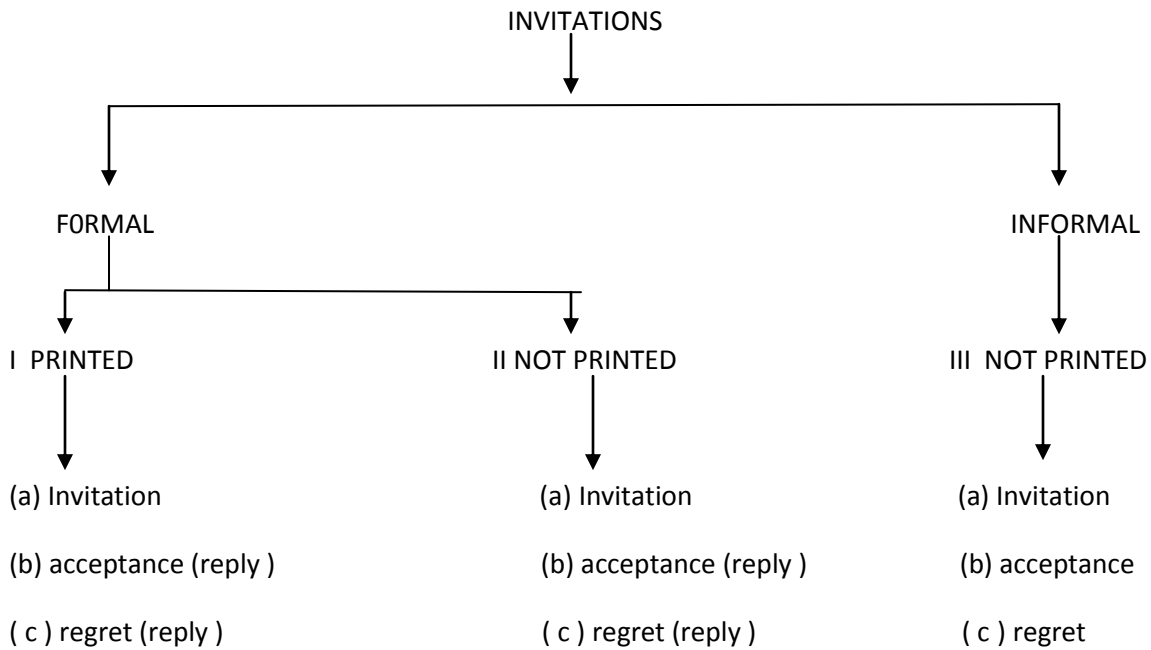 INVITATIONS
F0RMAL INFORMAL
I PRINTED II NOT PRINTED III NOT PRINTED
(a) Invitation (a) Invitation (a) Invitation
(b) acceptance (reply ) (b) acceptance (reply ) (b) acceptance
( c ) regret (reply ) ( c ) regret (reply ) ( c ) regret